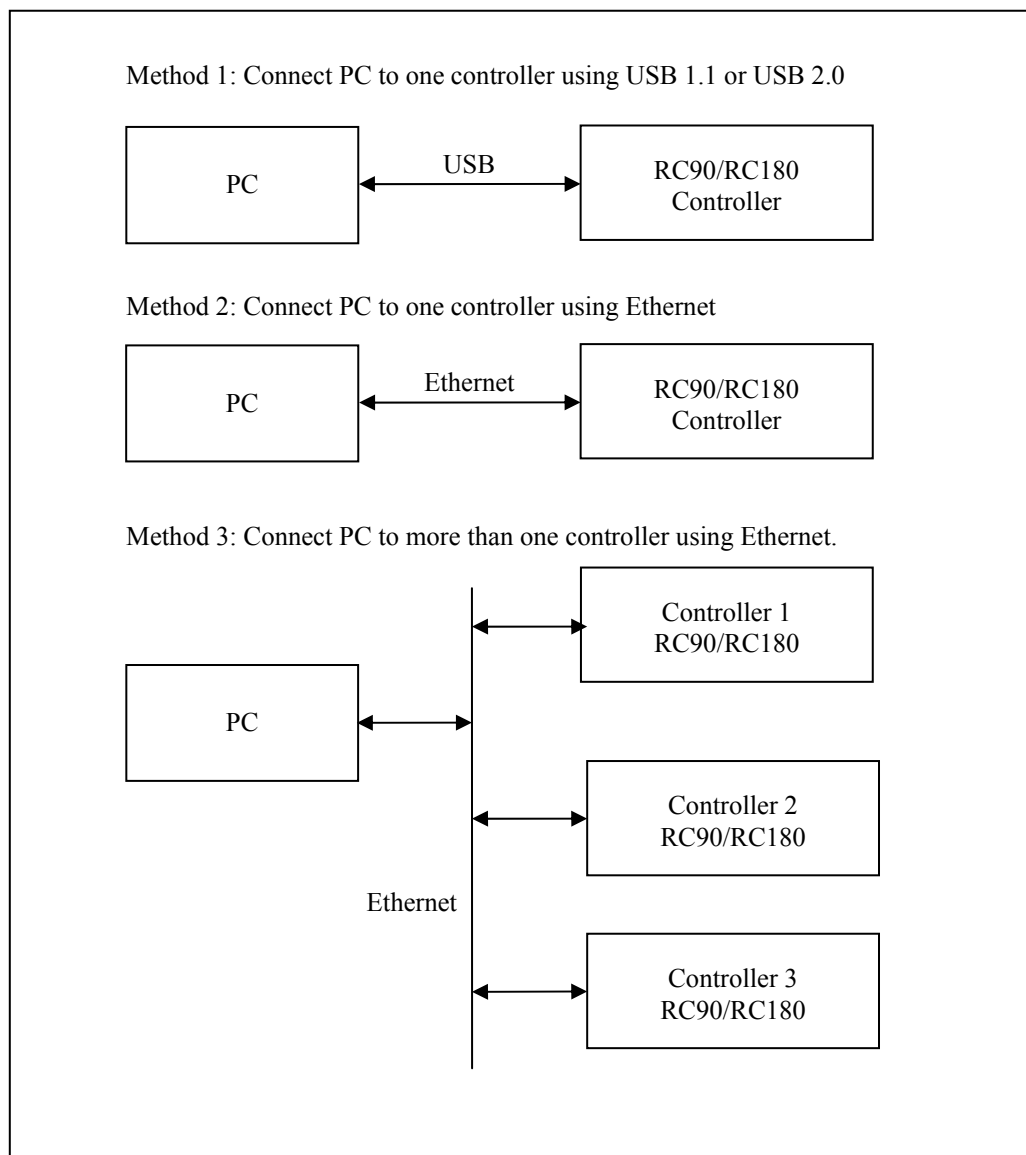 Method 1: Connect PC to one controller using USB 1.1 or USB 2.0
PC
USB
RC90/RC180
Controller
Method 2: Connect PC to one controller using Ethernet
PC
Ethernet
RC90/RC180
Controller
Method 3: Connect PC to more than one controller using Ethernet.
Controller 1
RC90/RC180
PC
Controller 2
RC90/RC180
Ethernet
Controller 3
RC90/RC180